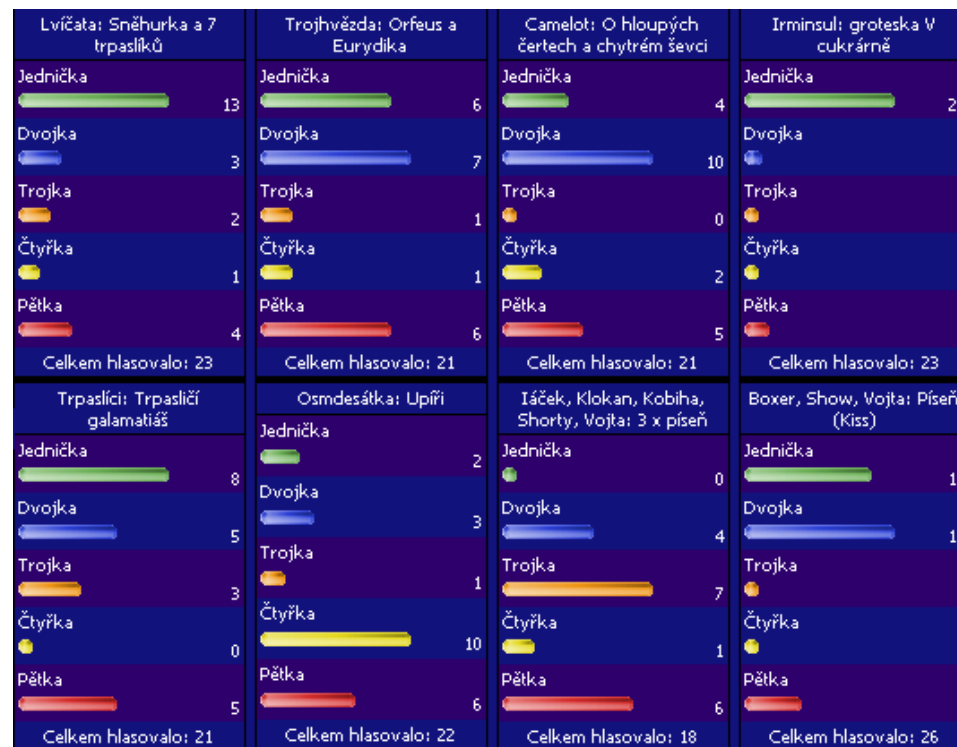 Lvíčata: Sněhurka a 7
trpaslíků
Jednička
13
Dvojka
3
Trojka
2
Čtyřka
1
Pětka
4
Celkem hlasovalo: 23
Trojhvězda: Orfeus a
Eurydika
Jednička
6
Dvojka
7
Trojka
1
Čtyřka
1
Pětka
6
Celkem hlasovalo: 21
Camelot: O hloupých
čertech a chytrém ševci
Jednička
4
Dvojka
10
Trojka
0
Čtyřka
2
Pětka
5
Celkem hlasovalo: 21
Irminsul: groteska V
cukrárně
Jednička
2
Dvojka
Trojka
Čtyřka
Pětka
Celkem hlasovalo: 23
Trpaslíci: Trpasličí
galamatiáš
Jednička
8
Dvojka
5
Trojka
3
Čtyřka
0
Pětka
5
Celkem hlasovalo: 21
Osmdesátka: Upíři
Jednička
2
Dvojka
3
Trojka
1
Čtyřka
10
Pětka
6
Celkem hlasovalo: 22
Iáček, Klokan, Kobiha,
Shorty, Vojta: 3 x píseň
Jednička
0
Dvojka
4
Trojka
7
Čtyřka
1
Pětka
6
Celkem hlasovalo: 18
Boxer, Show, Vojta: Píseň
(Kiss)
Jednička
1
Dvojka
1
Trojka
Čtyřka
Pětka
Celkem hlasovalo: 26